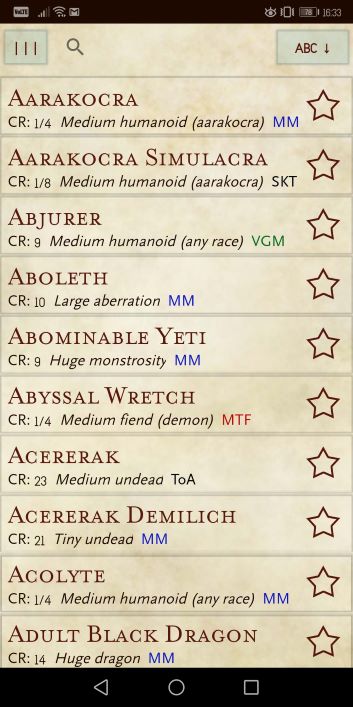 VoLTE 78 16:33
||| ABC ↓
AARAKOCRA
CR: 1/4 Medium humanoid (aarakocra) MM
AARAKOCRA SIMULACRA
CR: 1/8 Medium humanoid (aarakocra) SKT
ABJURER
CR: 9 Medium humanoid (any race) VGM
ABOLETH
CR: 10 Large aberration MM
ABOMINABLE YETI
CR: 9 Huge monstrosity MM
ABYSSAL WRETCH
CR: 1/4 Medium fiend (demon) MTF
ACERERAK
CR: 23 Medium undead ToA
ACERERAK DEMILICH
CR: 21 Tiny undead MM
ACOLYTE
CR: 1/4 Medium humanoid (any race) MM
ADULT BLACK DRAGON
CR: 14 Huge dragon MM